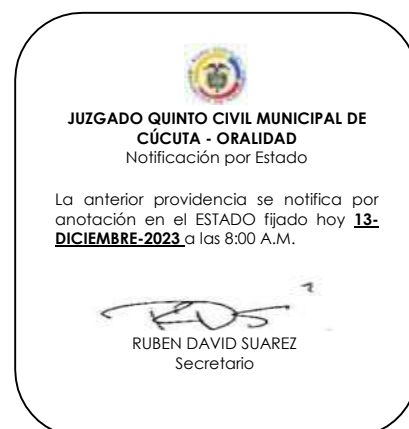 JUZGADO QUINTO CIVIL MUNICIPAL DE
CÚCUTA - ORALIDAD
Notificación por Estado
La anterior providencia se notifica por
anotación en el ESTADO fijado hoy 13-
DICIEMBRE-2023 a las 8:00 A.M.
RUBEN DAVID SUAREZ
Secretario